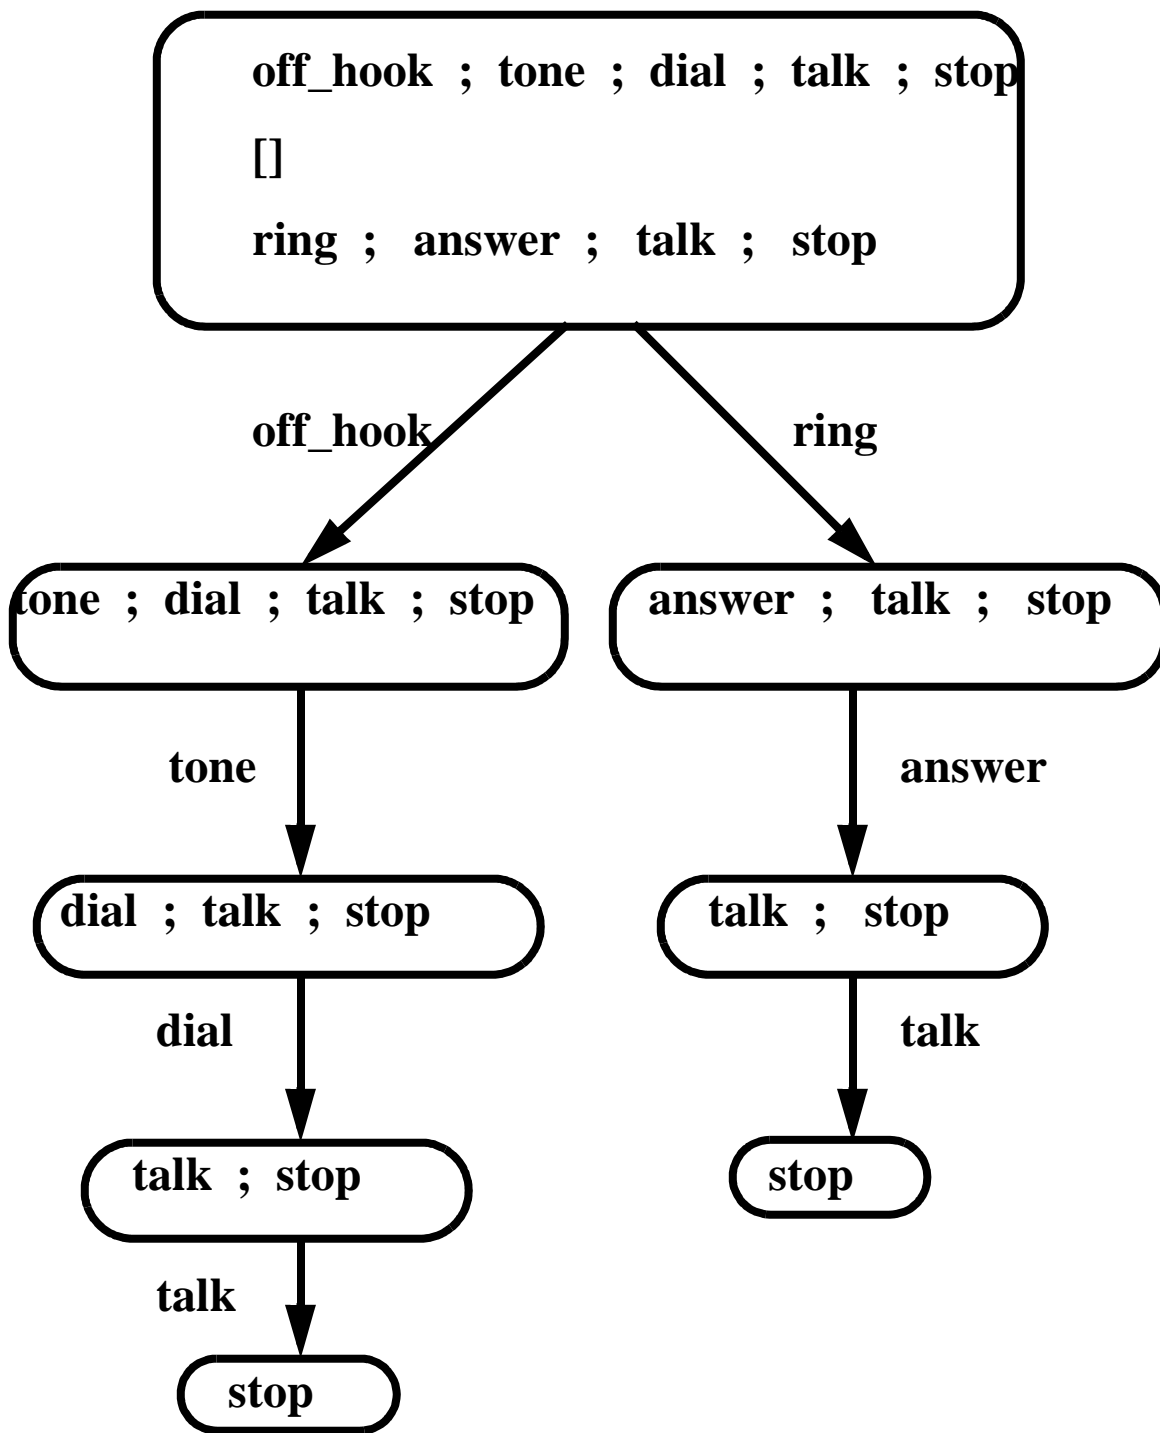 off_hook ; tone ; dial ; talk ; stop
[]
ring ; answer ; talk ; stop
off_hook
ring
tone ; dial ; talk ; stop
answer ; talk ; stop
tone
answer
dial ; talk ; stop
talk ; stop
dial
talk
talk ; stop
stop
talk
stop